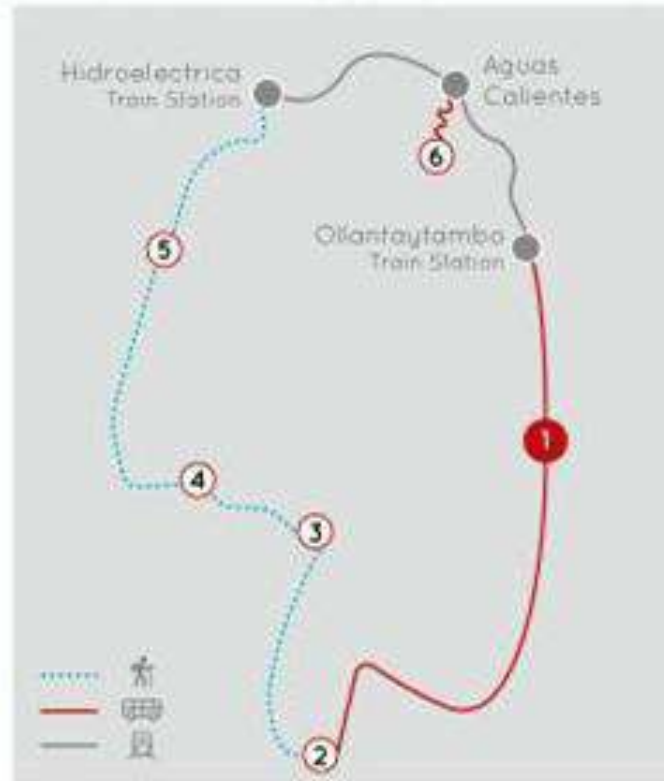 Hidroelectrica
Train Station
Aguas
Calientes
6
5
Ollantaytambo
Train Station
1
4
3
2